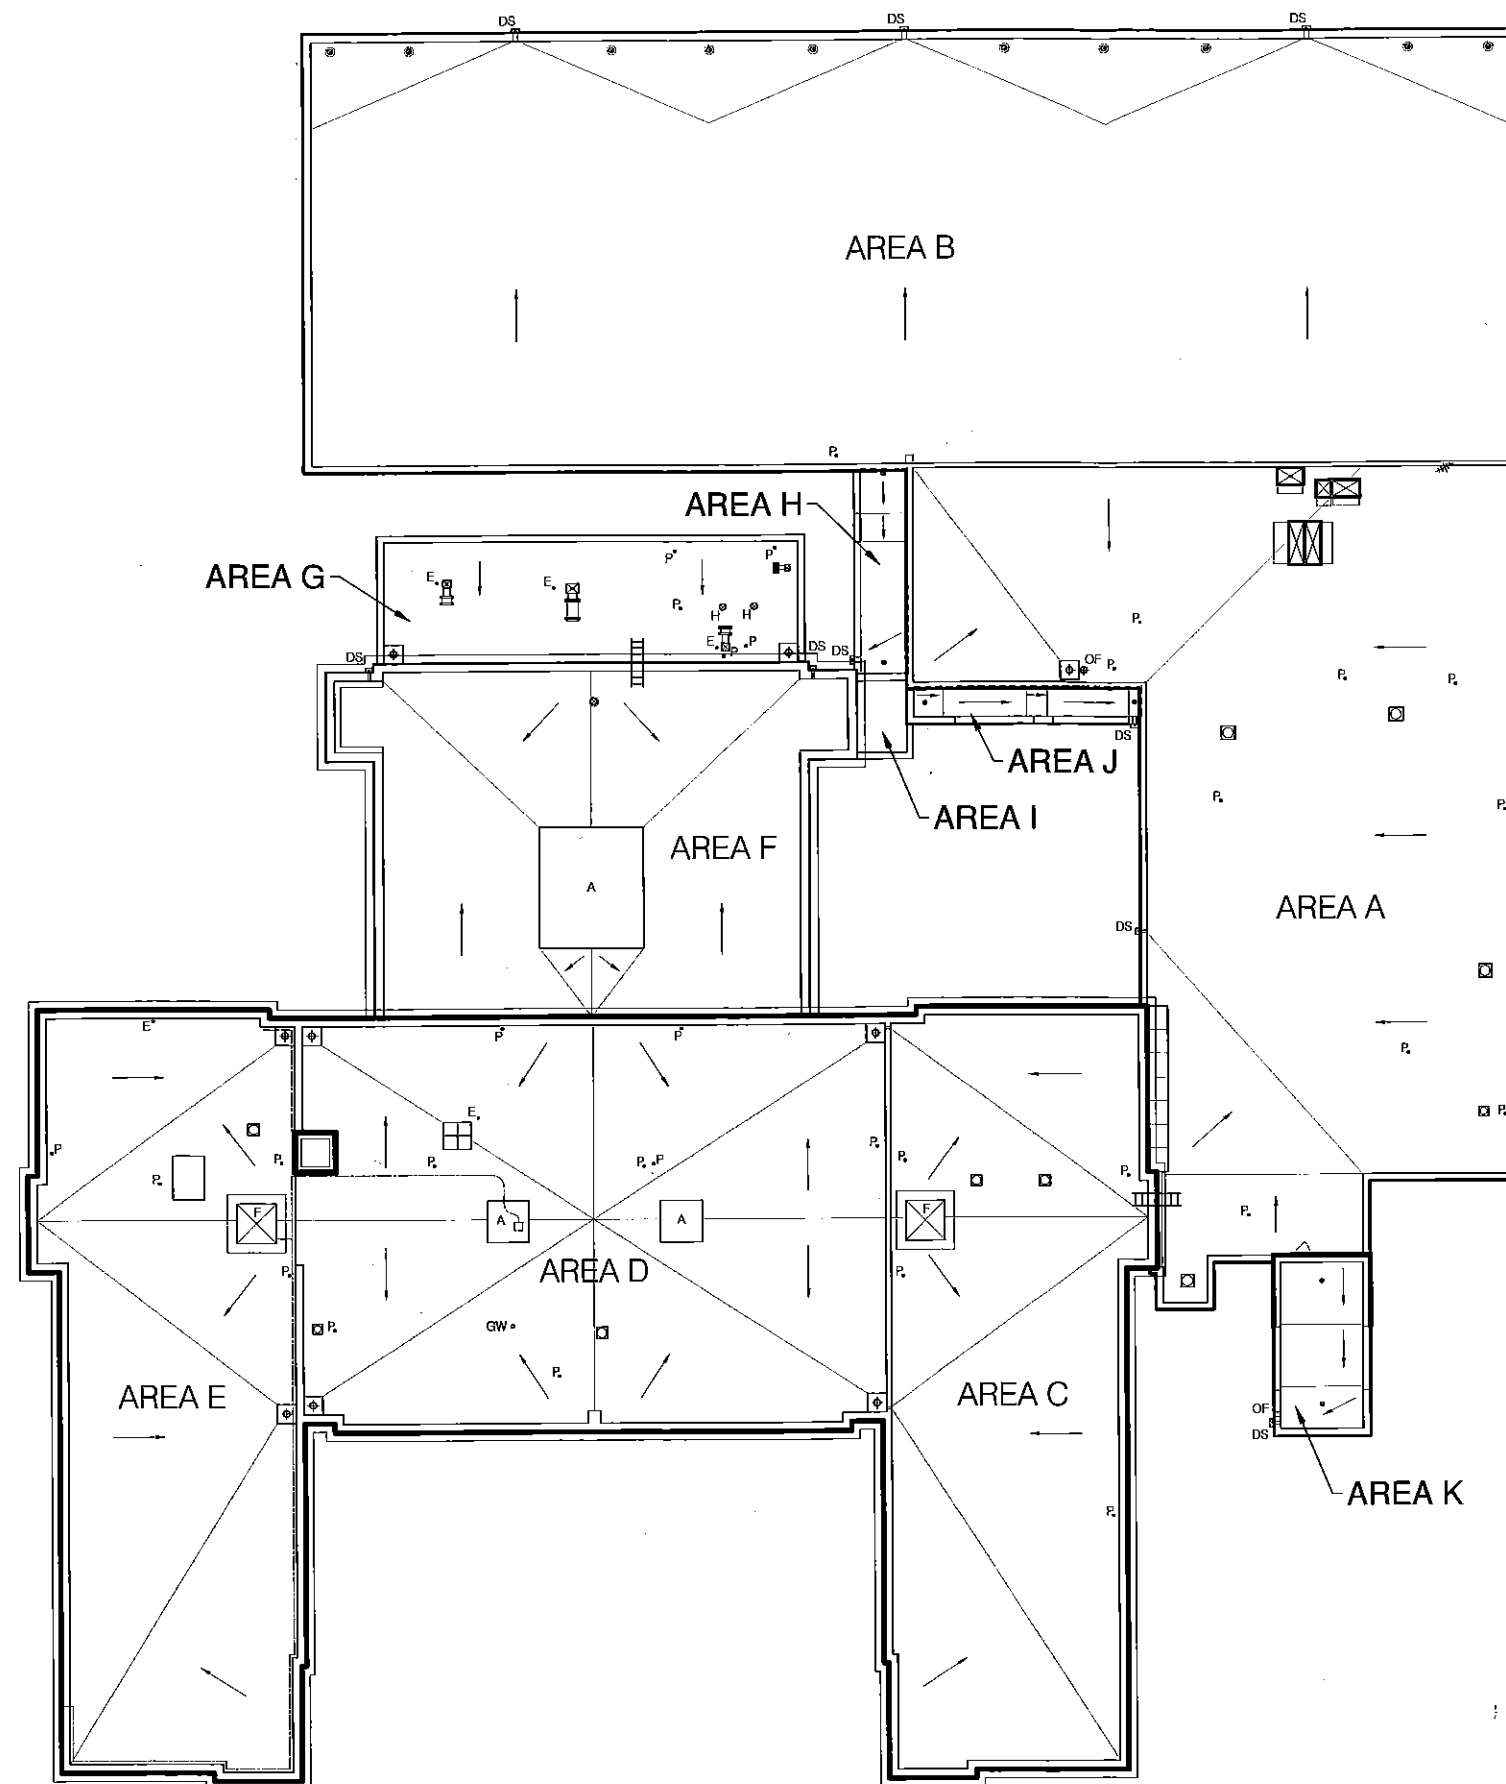 DS DS DS
AREA B
P.
AREA H
AREA G
P P
E. E.
P.
H H
P.
E. P
P
DS DS DS
OF P.
P. P.
DS
AREA J
P. P.
AREA I
AREA F
A
AREA A
DS
E
P P
P.
E.
P P. P. P. P P. P. P.
P.
F A A F
P.
P. AREA D P.
P. GW
P.
AREA E AREA C
OF
DS
AREA K
P.
P.